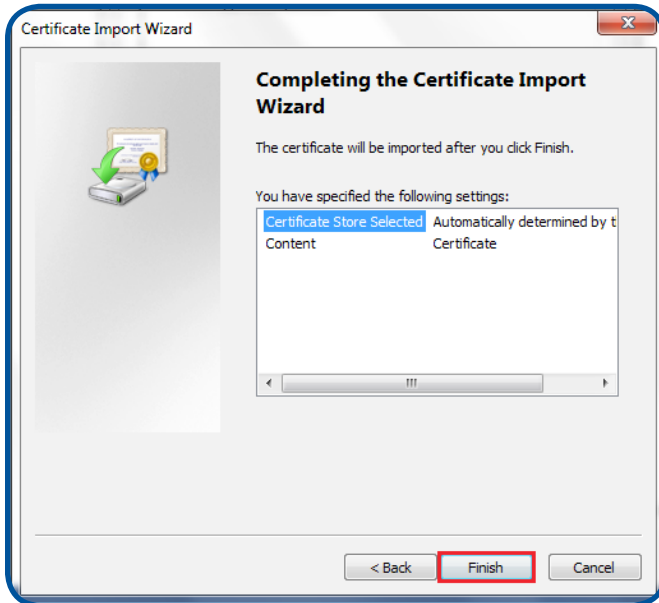 Certificate Import Wizard
Completing the Certificate Import
Wizard
The certificate will be imported after you click Finish.
You have specified the following settings:
Certificate Store Selected Automatically determined by t
Content Certificate
< Back Finish Cancel